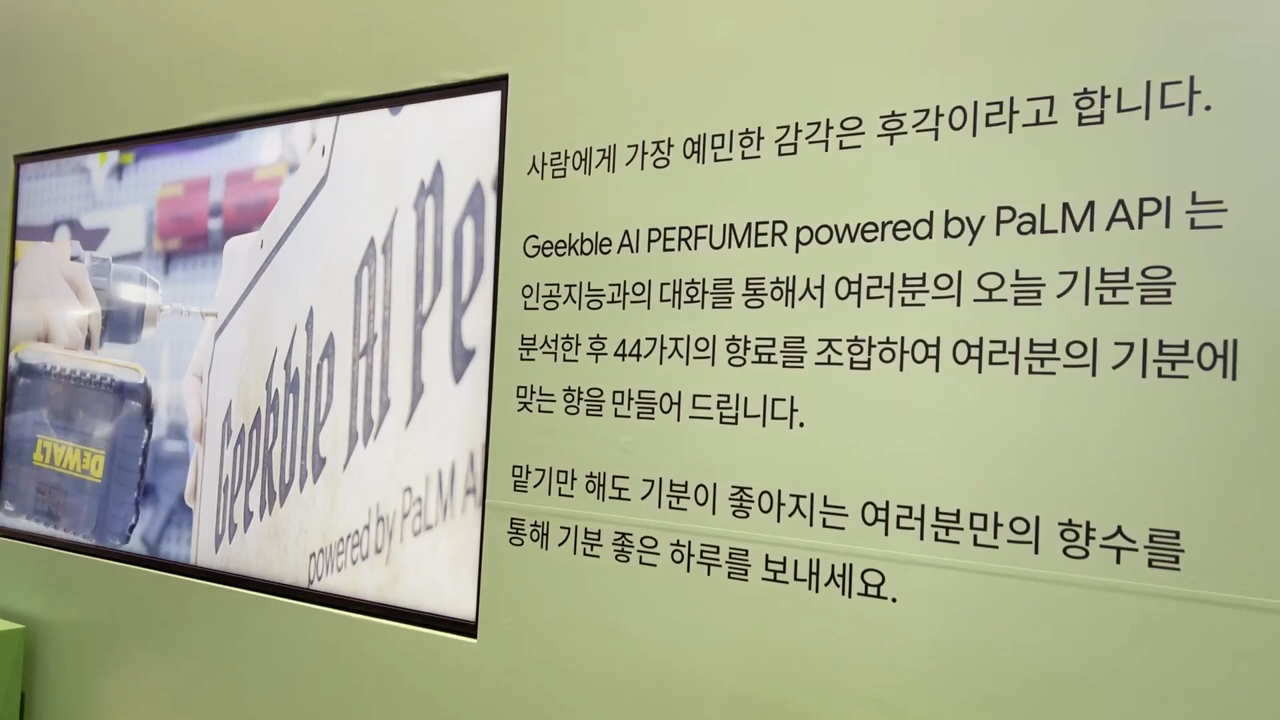 사람에게 가장 예민한 감각은 후각이라고 합니다.
Geekble AI PERFUMER powered by PaLM API 는
인공지능과의 대화를 통해서 여러분의 오늘 기분을
분석한 후 44가지의 향료를 조합하여 여러분의 기분에
맞는 향을 만들어 드립니다.
맡기만 해도 기분이 좋아지는 여러분만의 향수를
통해 기분 좋은 하루를 보내세요.
Geekble AI Pe
powered by PaLM A
DEWALT